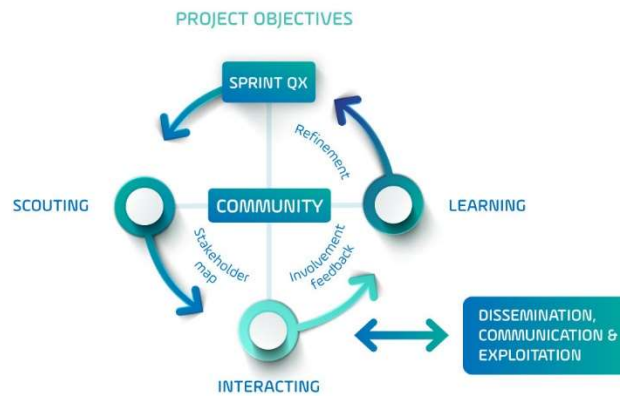 PROJECT OBJECTIVES
SPRINT QX
Refinement
SCOUTING
COMMUNITY
LEARNING
Stakeholder
map
Involvement
feedback
DISSEMINATION,
COMMUNICATION &
EXPLOITATION
INTERACTING